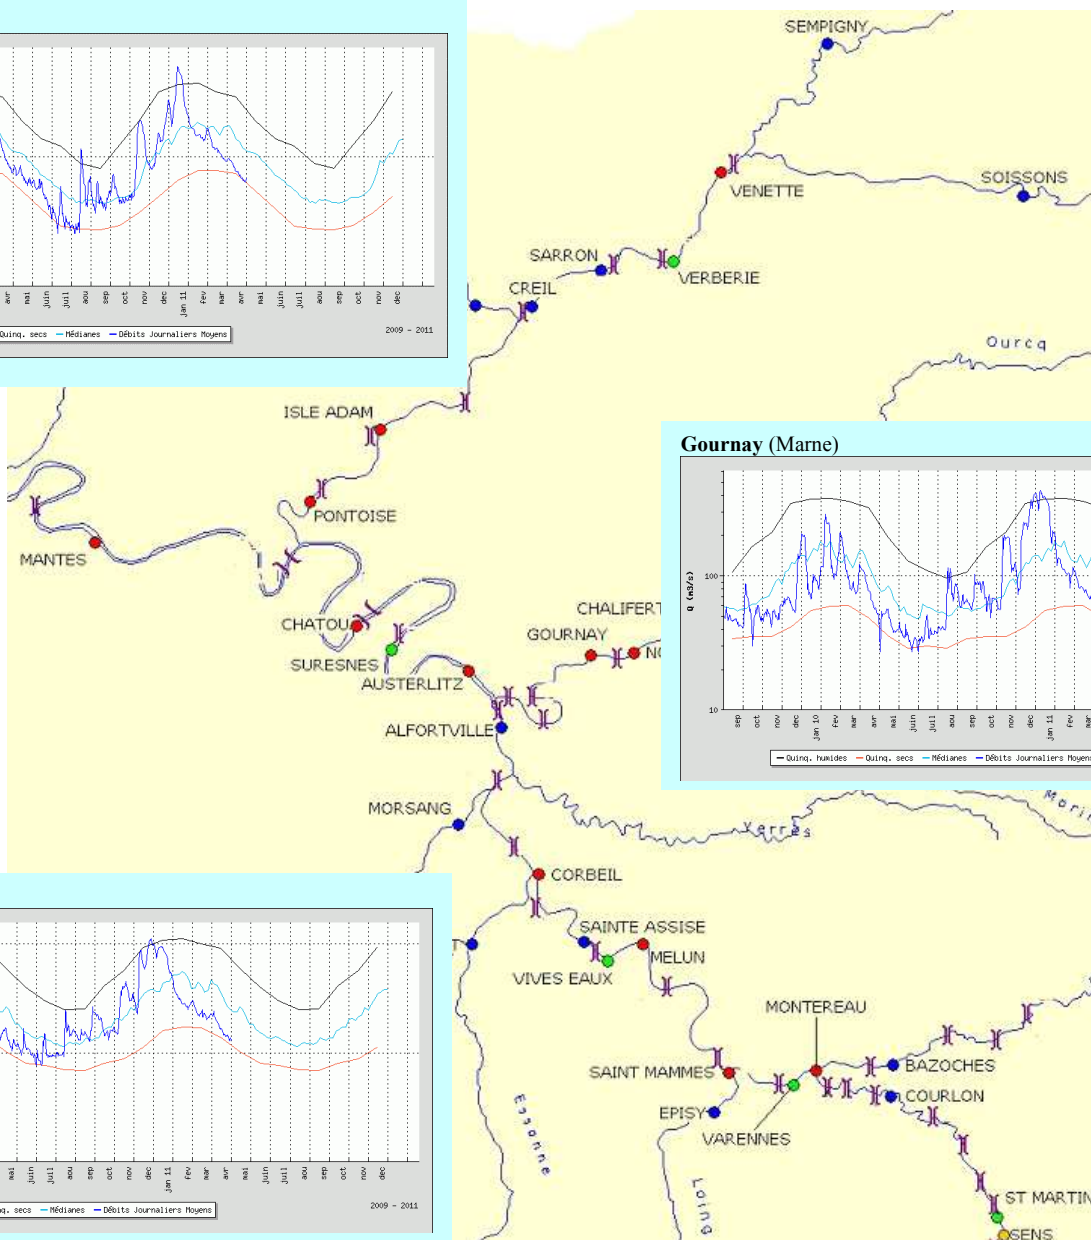 SEMPIGNY
SOISSONS
VENETTE
SARRON
VERBERIE
CREIL
avr mai juin juil aou sep oct nov dec jan 11 fev mar avr mai juin juil aou sep oct nov dec
Quinq. secs Médianes Débits Journaliers Moyens
2009 - 2011
Ourcq
ISLE ADAM
PONTOISE
MANTES
Gournay (Marne)
Q (m3/s)
100
10
sep oct nov dec jan 10 fev mar avr mai juin juil aou sep oct nov dec jan 11 fev mar
Quinq. humides Quinq. secs Médianes Débits Journaliers Moyens
CHATOU
CHALIFERT
GOURNAY
NO
SURESNES
AUSTERLITZ
ALFORTVILLE
MORSANG
Yerres
Morin
CORBEIL
SAINTE ASSISE
T
MELUN
VIVES EAUX
MONTEREAU
SAINT MAMMES
BAZOCHES
COURLON
EPISY
VARENNES
Essonne
Loing
ST MARTIN
SENS
mai juin juil aou sep oct nov dec jan 11 fev mar avr mai juin juil aou sep oct nov dec
nq. secs Médianes Débits Journaliers Moyens
2009 - 2011